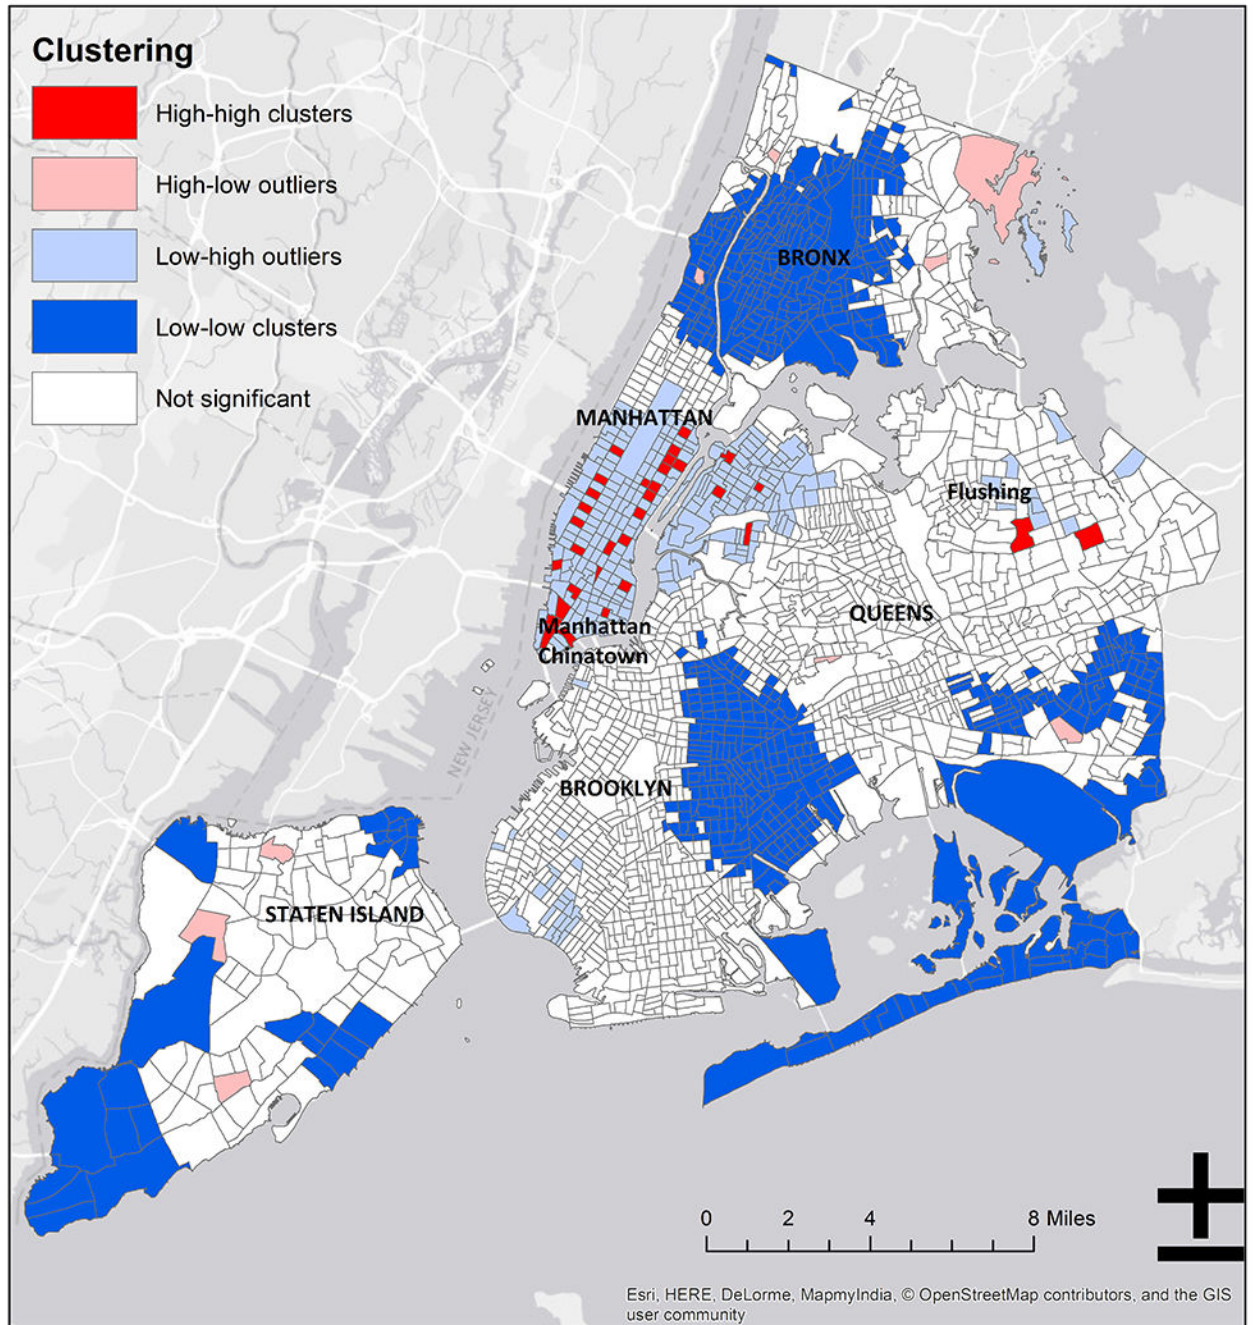 Clustering
High-high clusters
High-low outliers
Low-high outliers
Low-low clusters
Not significant
BRONX
MANHATTAN
Flushing
QUEENS
Manhattan
Chinatown
NEW JERSEY
BROOKLYN
STATEN ISLAND
0 2 4 8 Miles
Esri, HERE, DeLorme, MapmyIndia, © OpenStreetMap contributors, and the GIS
user community